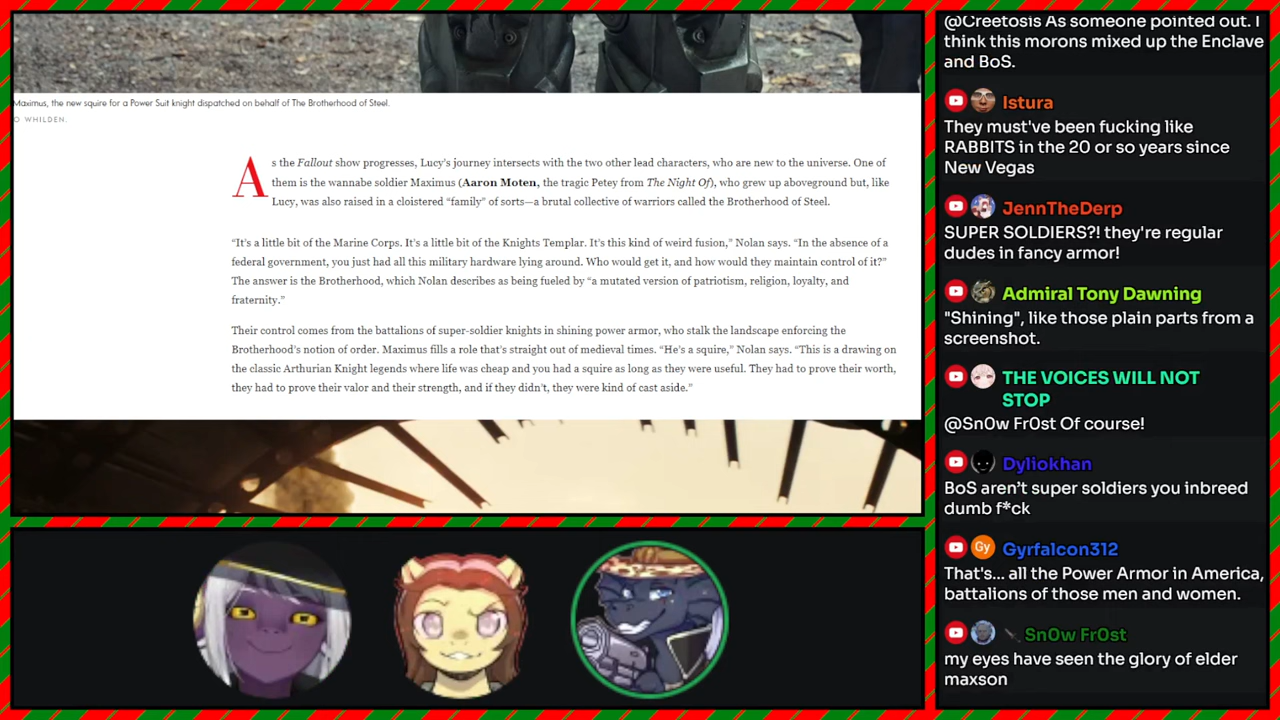 Maximus, the new squire for a Power Suit knight dispatched on behalf of The Brotherhood of Steel.
O WHILDEN.
As the Fallout show progresses, Lucy's journey intersects with the two other lead characters, who are new to the universe. One of
them is the wannabe soldier Maximus (Aaron Moten, the tragic Petey from The Night Of), who grew up aboveground but, like
Lucy, was also raised in a cloistered “family” of sorts—a brutal collective of warriors called the Brotherhood of Steel.
“It's a little bit of the Marine Corps. It's a little bit of the Knights Templar. It's this kind of weird fusion,” Nolan says. “In the absence of a
federal government, you just had all this military hardware lying around. Who would get it, and how would they maintain control of it?”
The answer is the Brotherhood, which Nolan describes as being fueled by “a mutated version of patriotism, religion, loyalty, and
fraternity.”
Their control comes from the battalions of super-soldier knights in shining power armor, who stalk the landscape enforcing the
Brotherhood's notion of order. Maximus fills a role that's straight out of medieval times. “He's a squire,” Nolan says. “This is a drawing on
the classic Arthurian Knight legends where life was cheap and you had a squire as long as they were useful. They had to prove their worth,
they had to prove their valor and their strength, and if they didn't, they were kind of cast aside.”
@Creetosis As someone pointed out. I
think this morons mixed up the Enclave
and BoS.
Istura
They must've been fucking like
RABBITS in the 20 or so years since
New Vegas
JennTheDerp
SUPER SOLDIERS?! they're regular
dudes in fancy armor!
Admiral Tony Dawning
"Shining", like those plain parts from a
screenshot.
THE VOICES WILL NOT
STOP
@Sn0w Fr0st Of course!
Dyliokhan
BoS aren't super soldiers you inbreed
dumb f*ck
Gy Gyrfalcon312
That's... all the Power Armor in America,
battalions of those men and women.
Sn0w Fr0st
my eyes have seen the glory of elder
maxson